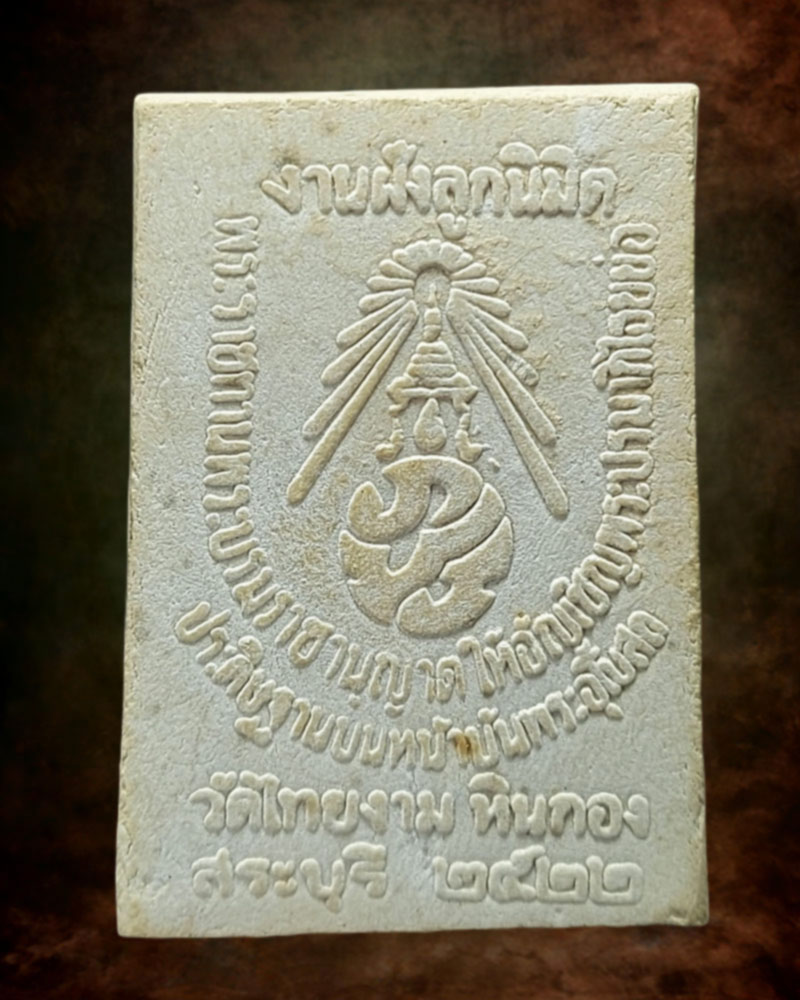 งานฝังลูกนิมิต
พระราชทานพระบรมราชานุญาต ให้อัญเชิญพระปรมาภิไธยย่อ
ประดิษฐานบนหน้าบันพระอุโบสถ
วัดไทยงาม หินกอง
สระบุรี ๒๕๒๒